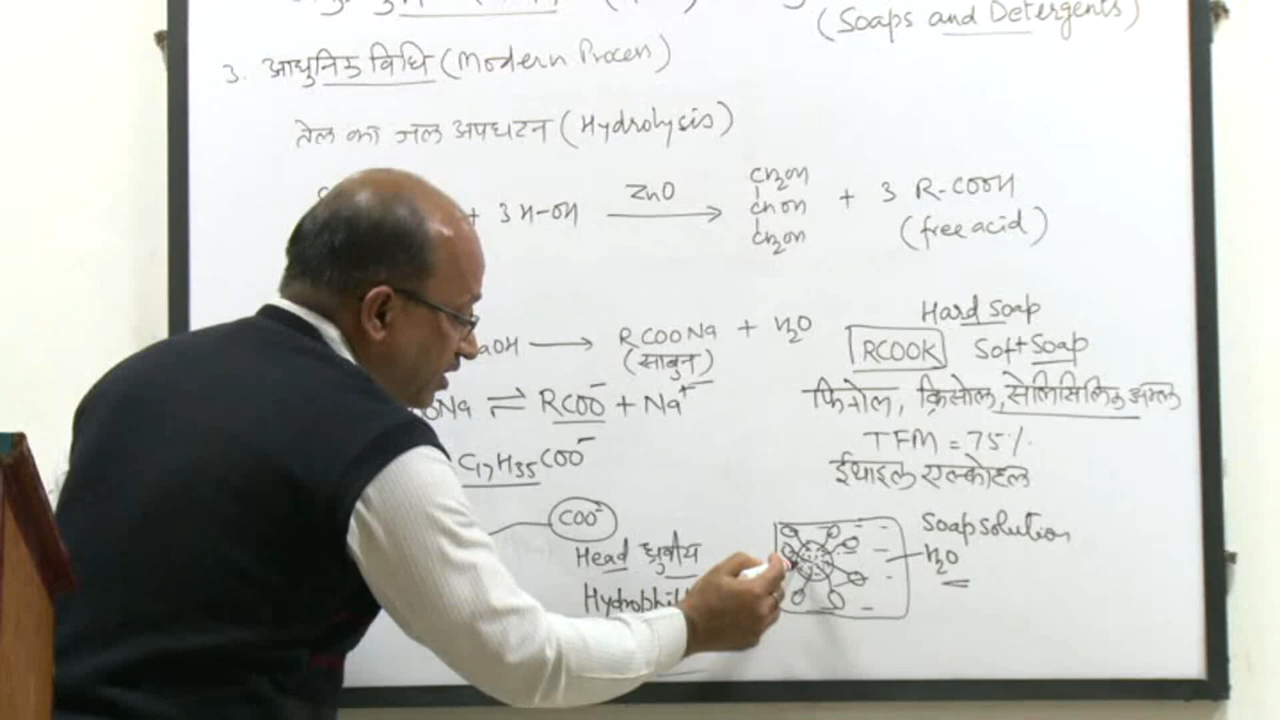 (Soaps and Detergents)
3. आधुनिक विधि (Modern Process)
तेल का जल अपघटन (Hydrolysis)
+ 3 H-OH ZnO → CH2OH CHOH CH2OH + 3 R-COOH
(free acid)
Hard Soap
aOH → RCOONa + H2O RCOOK Soft Soap
(साबुन)
ONa ⇌ RCOO⁻ + Na⁺ फिनोल, क्रिसोल, सेलिसिलिक अम्ल
TFM = 75%
C17H35COO⁻ ईथाइल एल्कोहल
COO⁻ Soap solution
Head ध्रुवीय H2O
Hydrophil